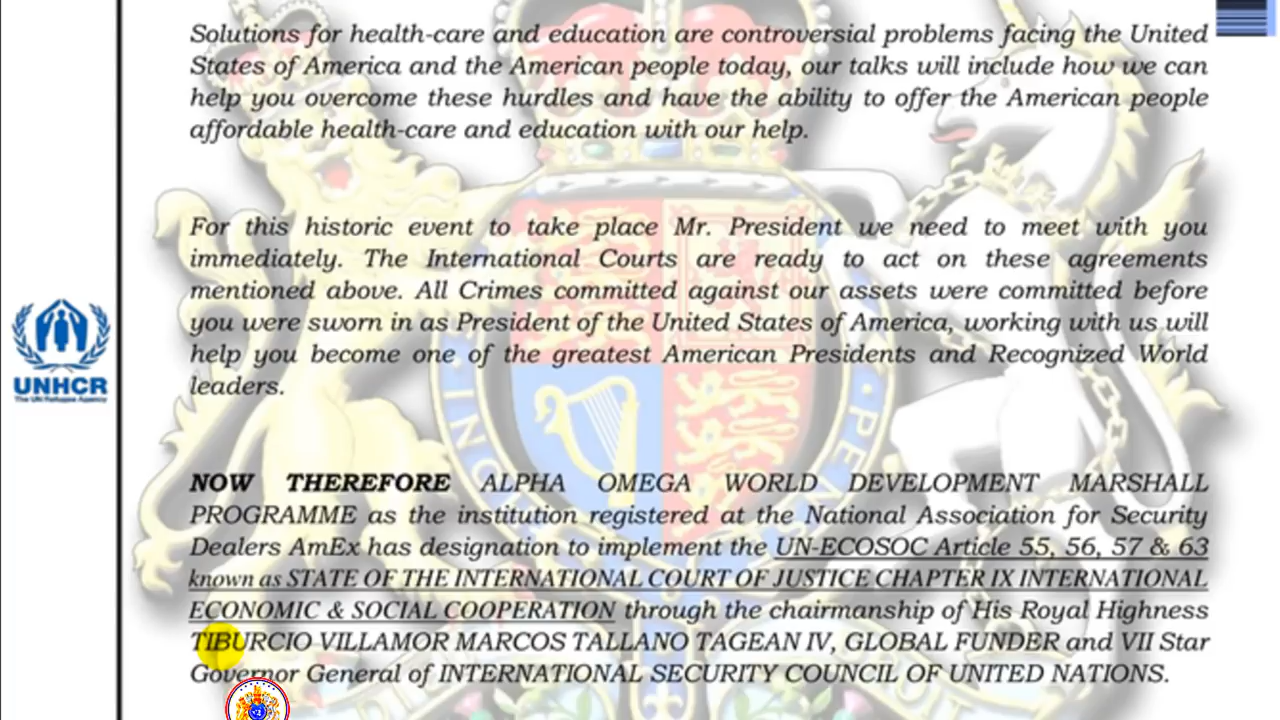 Solutions for health-care and education are controversial problems facing the United
States of America and the American people today, our talks will include how we can
help you overcome these hurdles and have the ability to offer the American people
affordable health-care and education with our help.
For this historic event to take place Mr. President we need to meet with you
immediately. The International Courts are ready to act on these agreements
mentioned above. All Crimes committed against our assets were committed before
you were sworn in as President of the United States of America, working with us will
help you become one of the greatest American Presidents and Recognized World
leaders.
UNHCR
The UN Refugee Agency
NOW THEREFORE ALPHA OMEGA WORLD DEVELOPMENT MARSHALL
PROGRAMME as the institution registered at the National Association for Security
Dealers AmEx has designation to implement the UN-ECOSOC Article 55, 56, 57 & 63
known as STATE OF THE INTERNATIONAL COURT OF JUSTICE CHAPTER IX INTERNATIONAL
ECONOMIC & SOCIAL COOPERATION through the chairmanship of His Royal Highness
TIBURCIO VILLAMOR MARCOS TALLANO TAGEAN IV, GLOBAL FUNDER and VII Star
Governor General of INTERNATIONAL SECURITY COUNCIL OF UNITED NATIONS.